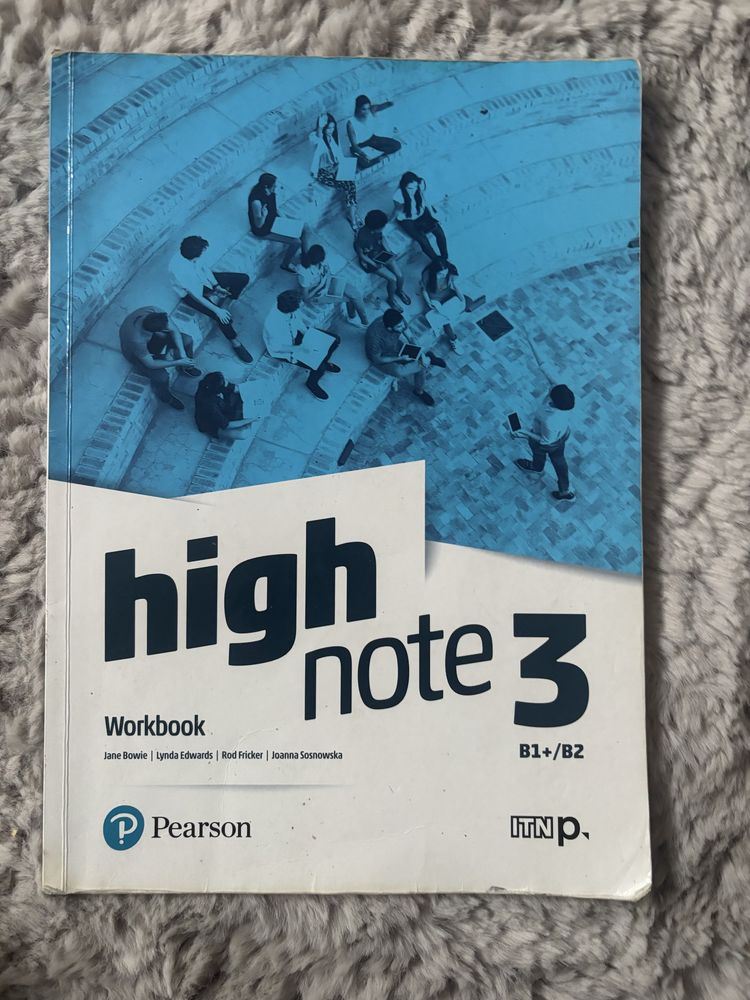 high
note 3
B1+/B2
Workbook
Jane Bowie | Lynda Edwards | Rod Fricker | Joanna Sosnowska
Pearson
ITN p.